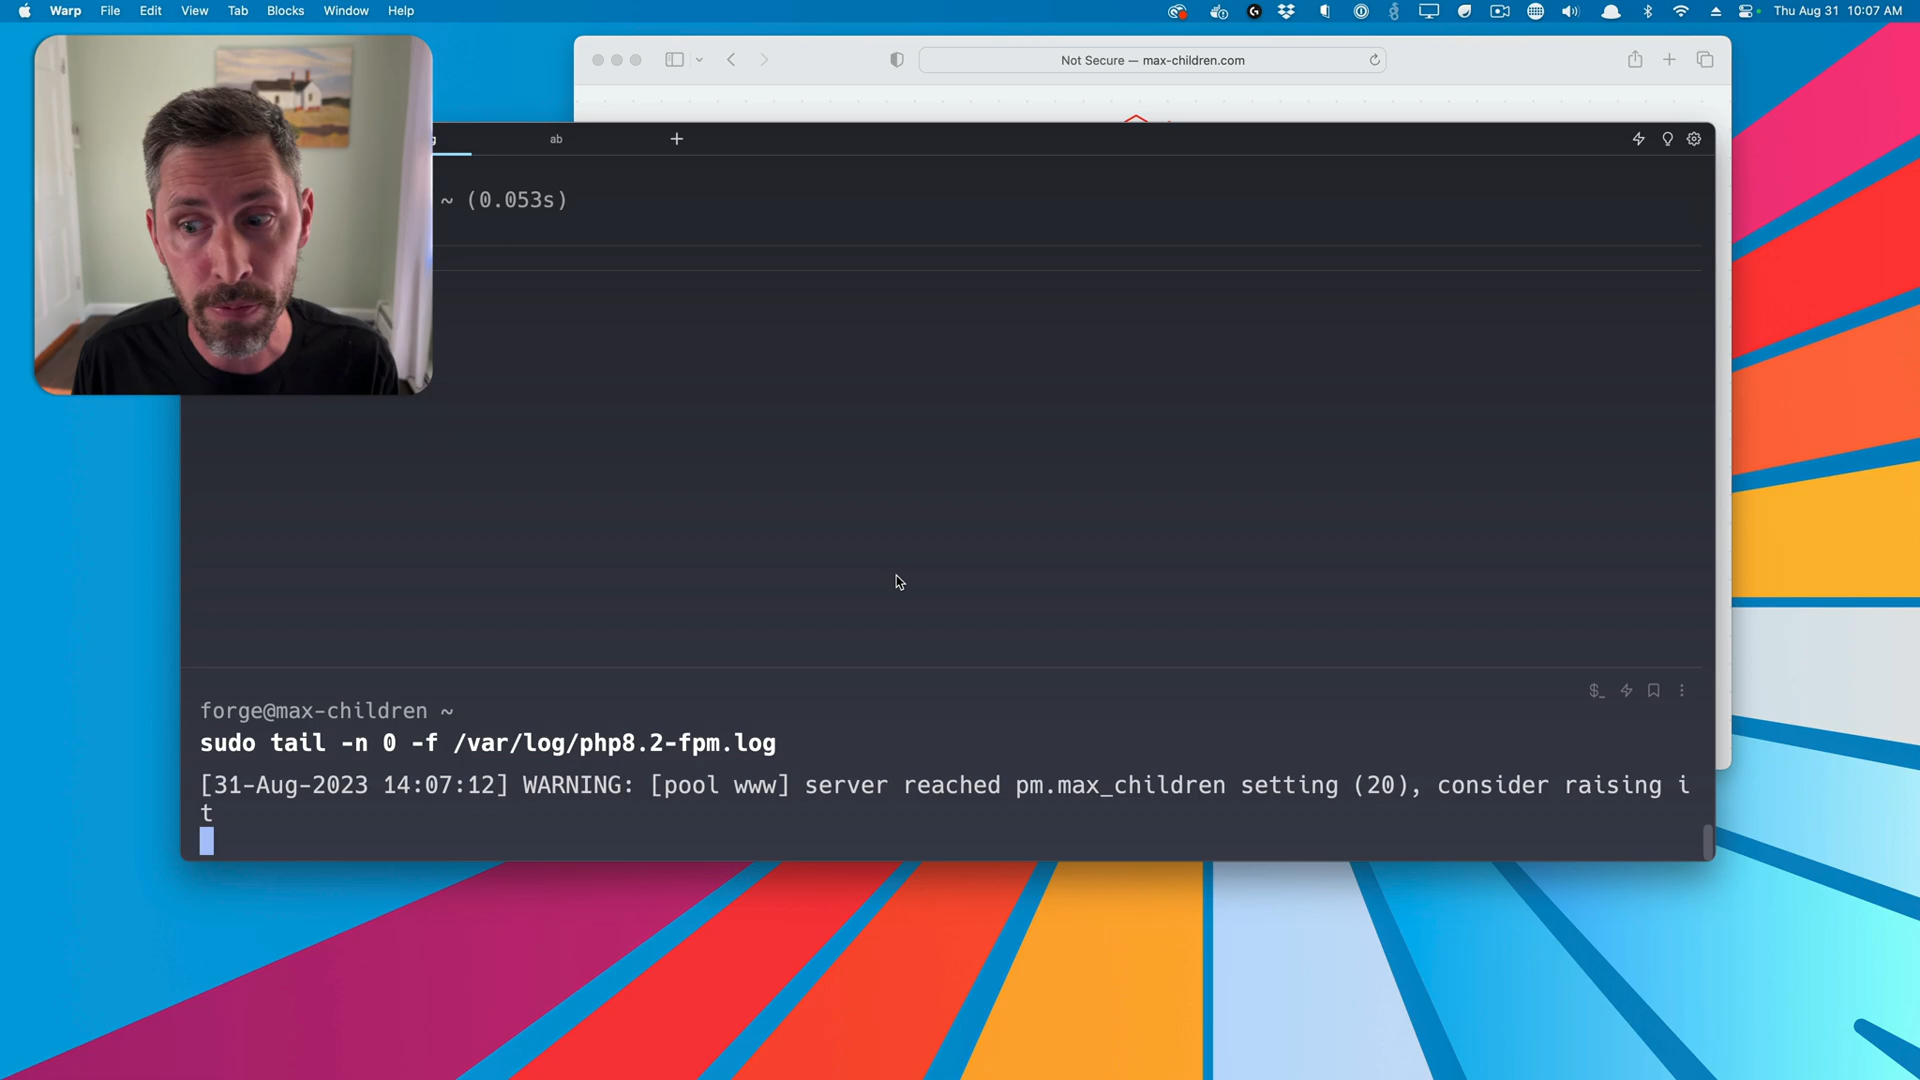 Warp File Edit View Tab Blocks Window Help Thu Aug 31 10:07 AM
Not Secure — max-children.com
ab
~ (0.053s)
forge@max-children ~
sudo tail -n 0 -f /var/log/php8.2-fpm.log
[31-Aug-2023 14:07:12] WARNING: [pool www] server reached pm.max_children setting (20), consider raising i
t